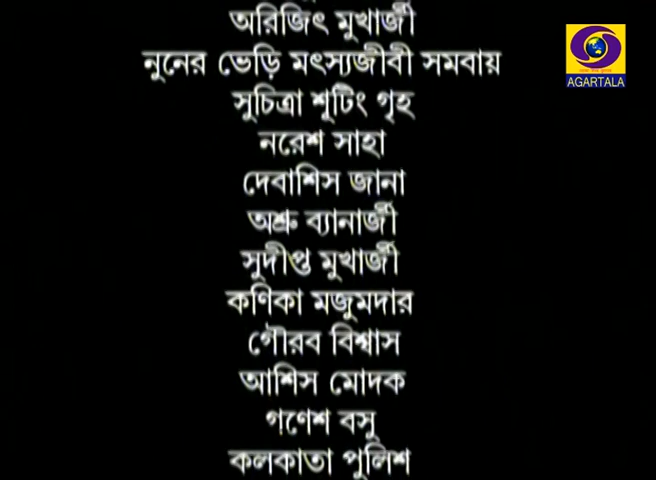 অরিজিৎ মুখার্জী
নুনের ভেড়ি মৎস্যজীবী সমবায়
সুচিত্রা শূটিং গৃহ
নরেশ সাহা
দেবাশিস জানা
অশ্রু ব্যানার্জী
সুদীপ্ত মুখার্জী
কণিকা মজুমদার
গৌরব বিশ্বাস
আশিস মোদক
গণেশ বসু
কলকাতা পুলিশ
AGARTALA